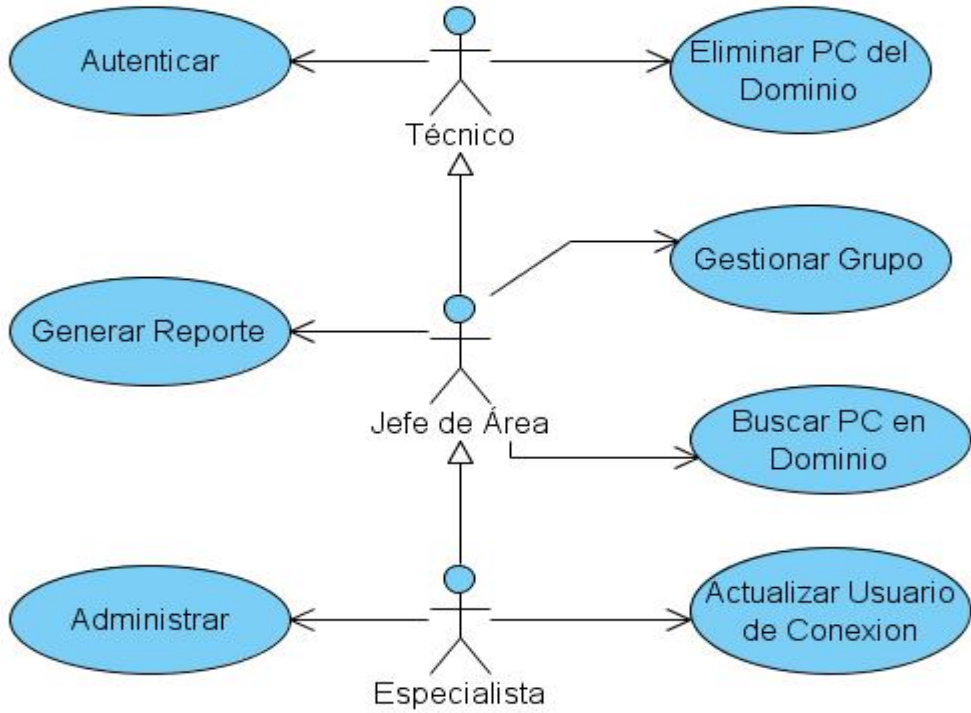 Autenticar
Eliminar PC del
Dominio
Técnico
Gestionar Grupo
Generar Reporte
Jefe de Área
Buscar PC en
Dominio
Administrar
Actualizar Usuario
de Conexion
Especialista